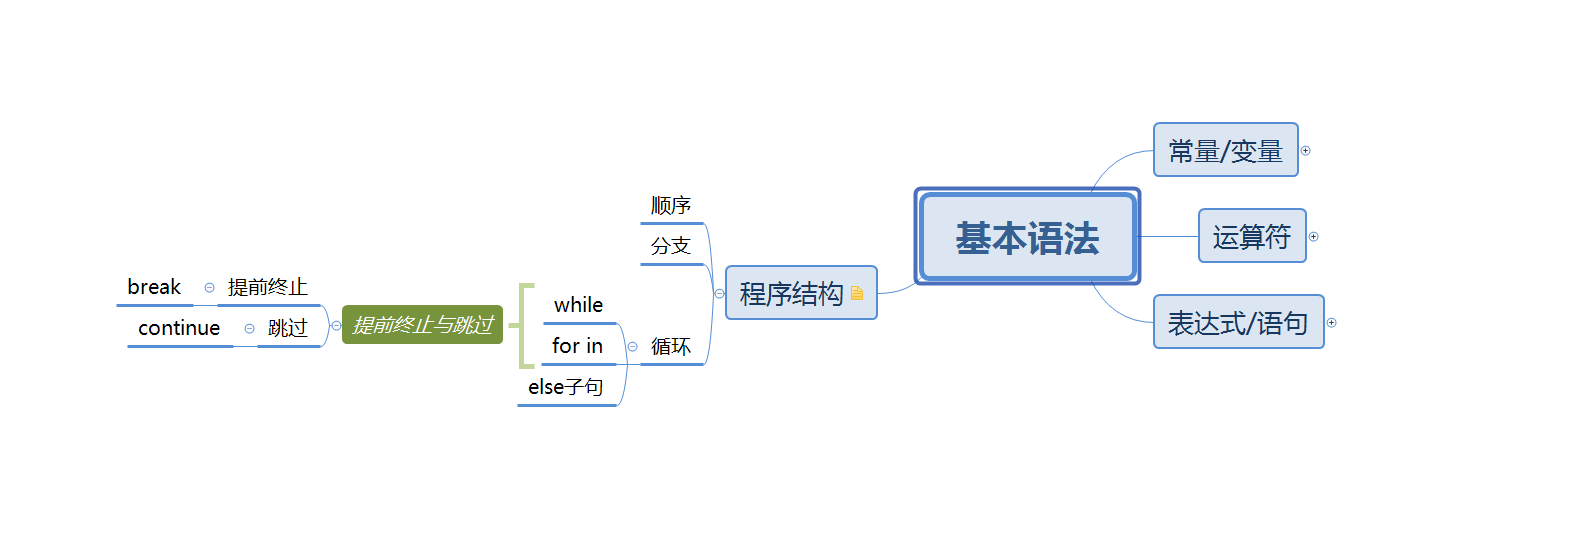 常量/变量
顺序
基本语法
运算符
分支
break
提前终止
程序结构
while
continue
跳过
提前终止与跳过
表达式/语句
for in
循环
else子句